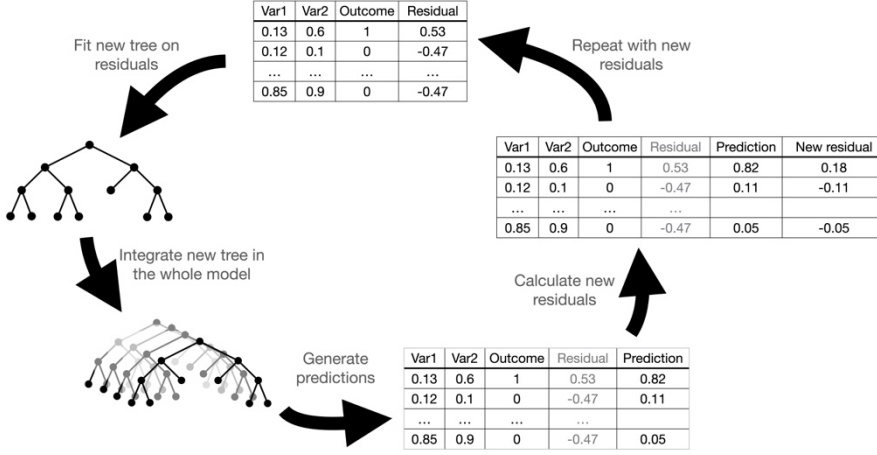 Var1 Var2 Outcome Residual
0.13 0.6 1 0.53
0.12 0.1 0 -0.47
... ... ... ...
0.85 0.9 0 -0.47
Fit new tree on
residuals
Repeat with new
residuals
Var1 Var2 Outcome Residual Prediction New residual
0.13 0.6 1 0.53 0.82 0.18
0.12 0.1 0 -0.47 0.11 -0.11
... ... ... ...
0.85 0.9 0 -0.47 0.05 -0.05
Integrate new tree in
the whole model
Calculate new
residuals
Generate
predictions
Var1 Var2 Outcome Residual Prediction
0.13 0.6 1 0.53 0.82
0.12 0.1 0 -0.47 0.11
... ... ... ...
0.85 0.9 0 -0.47 0.05